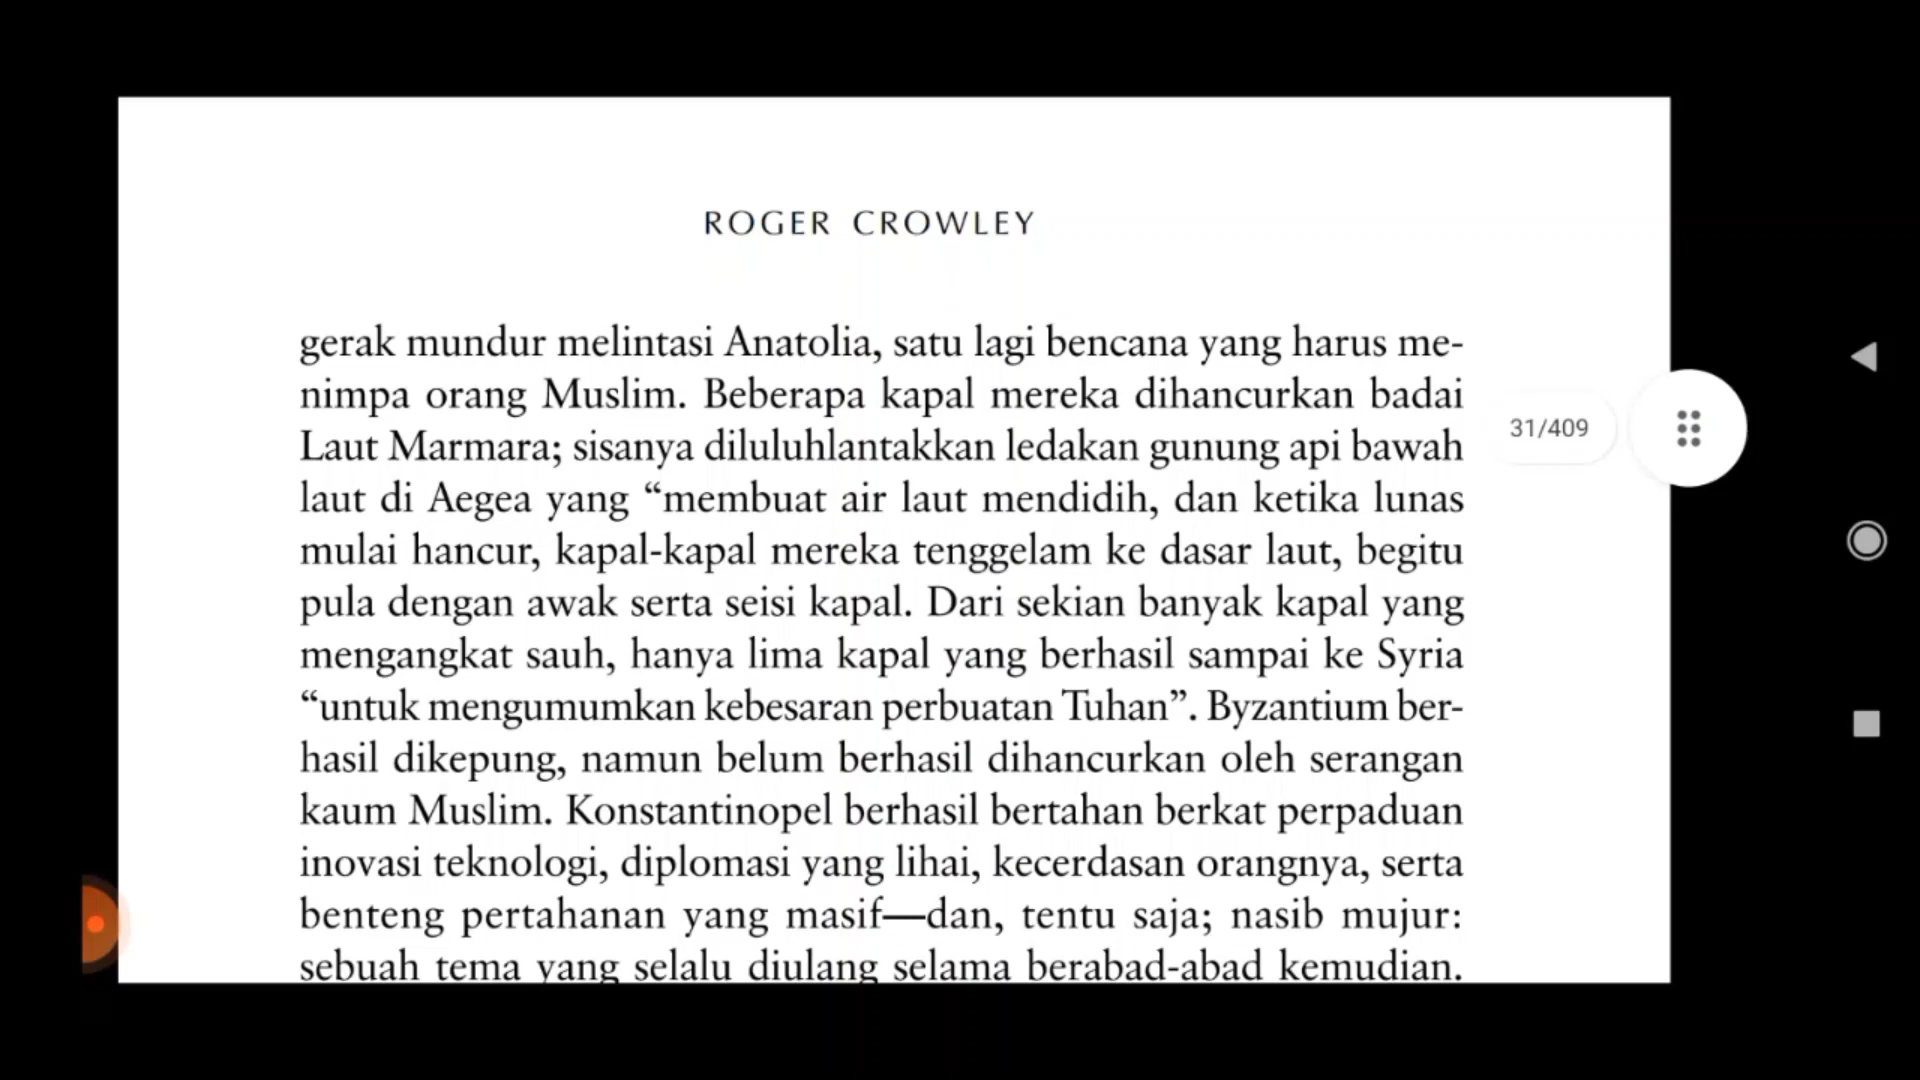 ROGER CROWLEY
gerak mundur melintasi Anatolia, satu lagi bencana yang harus me-
nimpa orang Muslim. Beberapa kapal mereka dihancurkan badai
Laut Marmara; sisanya diluluhlantakkan ledakan gunung api bawah
laut di Aegea yang “membuat air laut mendidih, dan ketika lunas
mulai hancur, kapal-kapal mereka tenggelam ke dasar laut, begitu
pula dengan awak serta seisi kapal. Dari sekian banyak kapal yang
mengangkat sauh, hanya lima kapal yang berhasil sampai ke Syria
“untuk mengumumkan kebesaran perbuatan Tuhan”. Byzantium ber-
hasil dikepung, namun belum berhasil dihancurkan oleh serangan
kaum Muslim. Konstantinopel berhasil bertahan berkat perpaduan
inovasi teknologi, diplomasi yang lihai, kecerdasan orangnya, serta
benteng pertahanan yang masif—dan, tentu saja; nasib mujur:
sebuah tema yang selalu diulang selama berabad-abad kemudian.
31/409